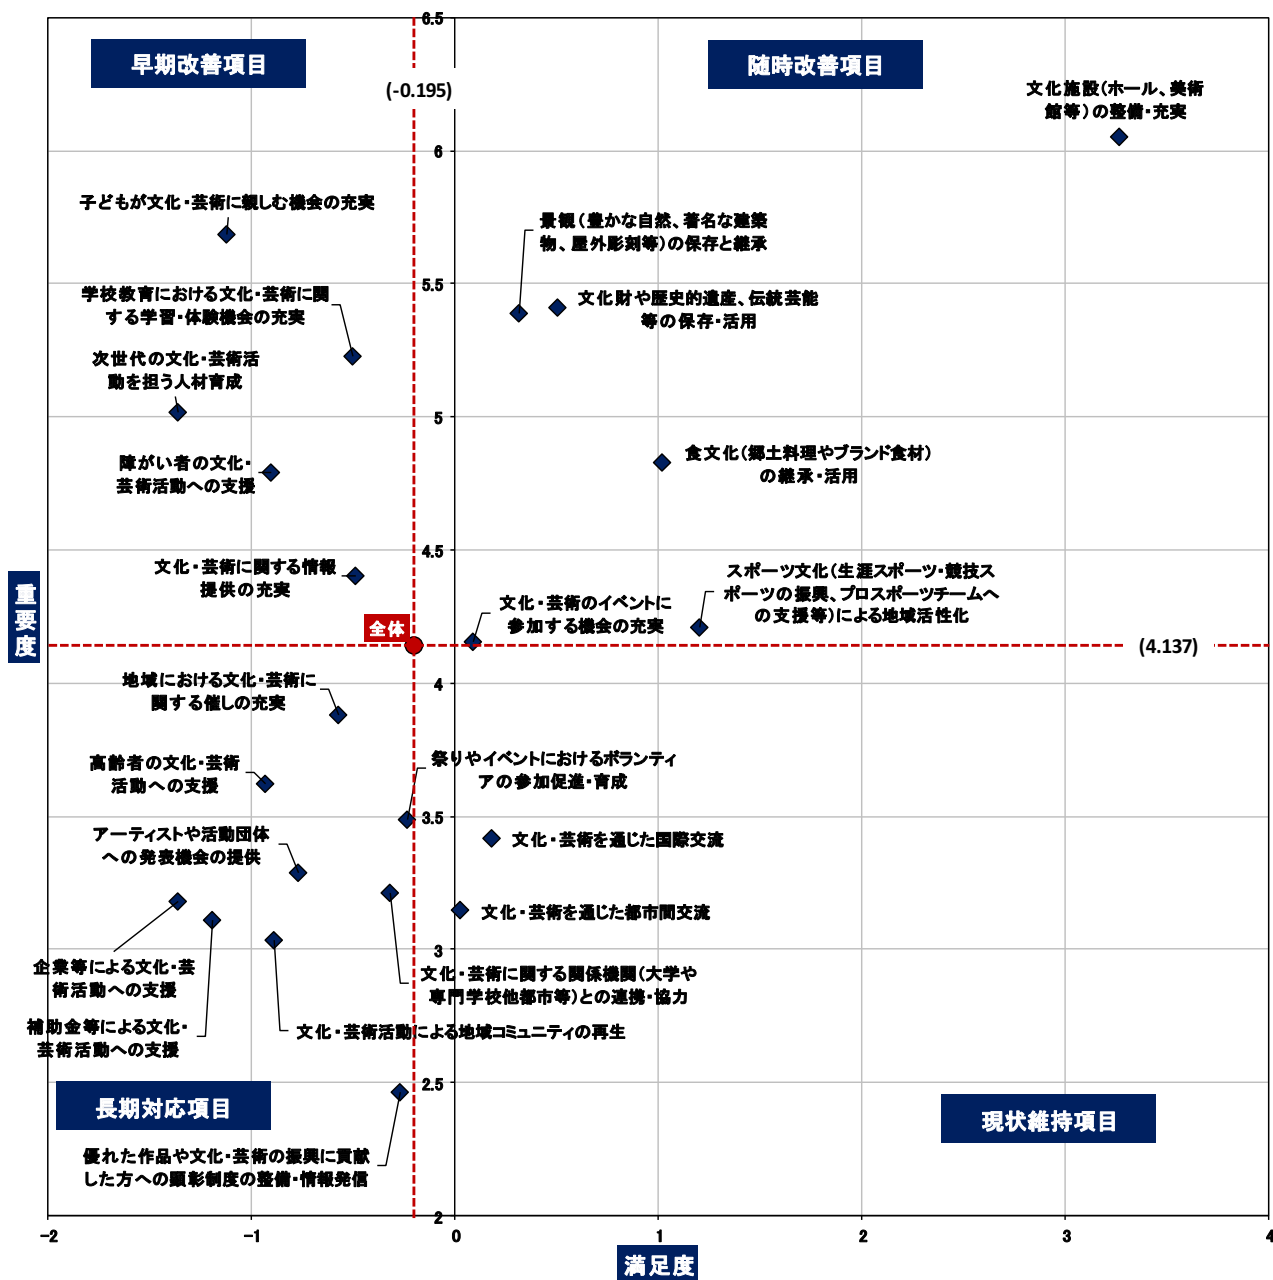 6.5
早期改善項目
随時改善項目
(-0.195)
文化施設(ホール、美術
館等)の整備・充実
6
子どもが文化・芸術に親しむ機会の充実
景観(豊かな自然、著名な建築
物、屋外彫刻等)の保存と継承
5.5
学校教育における文化・芸術に関
する学習・体験機会の充実
文化財や歴史的遺産、伝統芸能
等の保存・活用
次世代の文化・芸術活
動を担う人材育成
5
障がい者の文化・
芸術活動への支援
食文化(郷土料理やブランド食材)
の継承・活用
4.5
文化・芸術に関する情報
提供の充実
スポーツ文化(生涯スポーツ・競技ス
ポーツの振興、プロスポーツチームへ
の支援等)による地域活性化
文化・芸術のイベントに
参加する機会の充実
重要度
全体
(4.137)
4
地域における文化・芸術に
関する催しの充実
高齢者の文化・芸術
活動への支援
祭りやイベントにおけるボランティ
アの参加促進・育成
3.5
アーティストや活動団体
への発表機会の提供
文化・芸術を通じた国際交流
文化・芸術を通じた都市間交流
3
企業等による文化・芸
術活動への支援
文化・芸術に関する関係機関(大学や
専門学校他都市等)との連携・協力
補助金等による文化・
芸術活動への支援
文化・芸術活動による地域コミュニティの再生
2.5
長期対応項目
現状維持項目
優れた作品や文化・芸術の振興に貢献
した方への顕彰制度の整備・情報発信
2
-2
-1
0
1
2
3
4
満足度